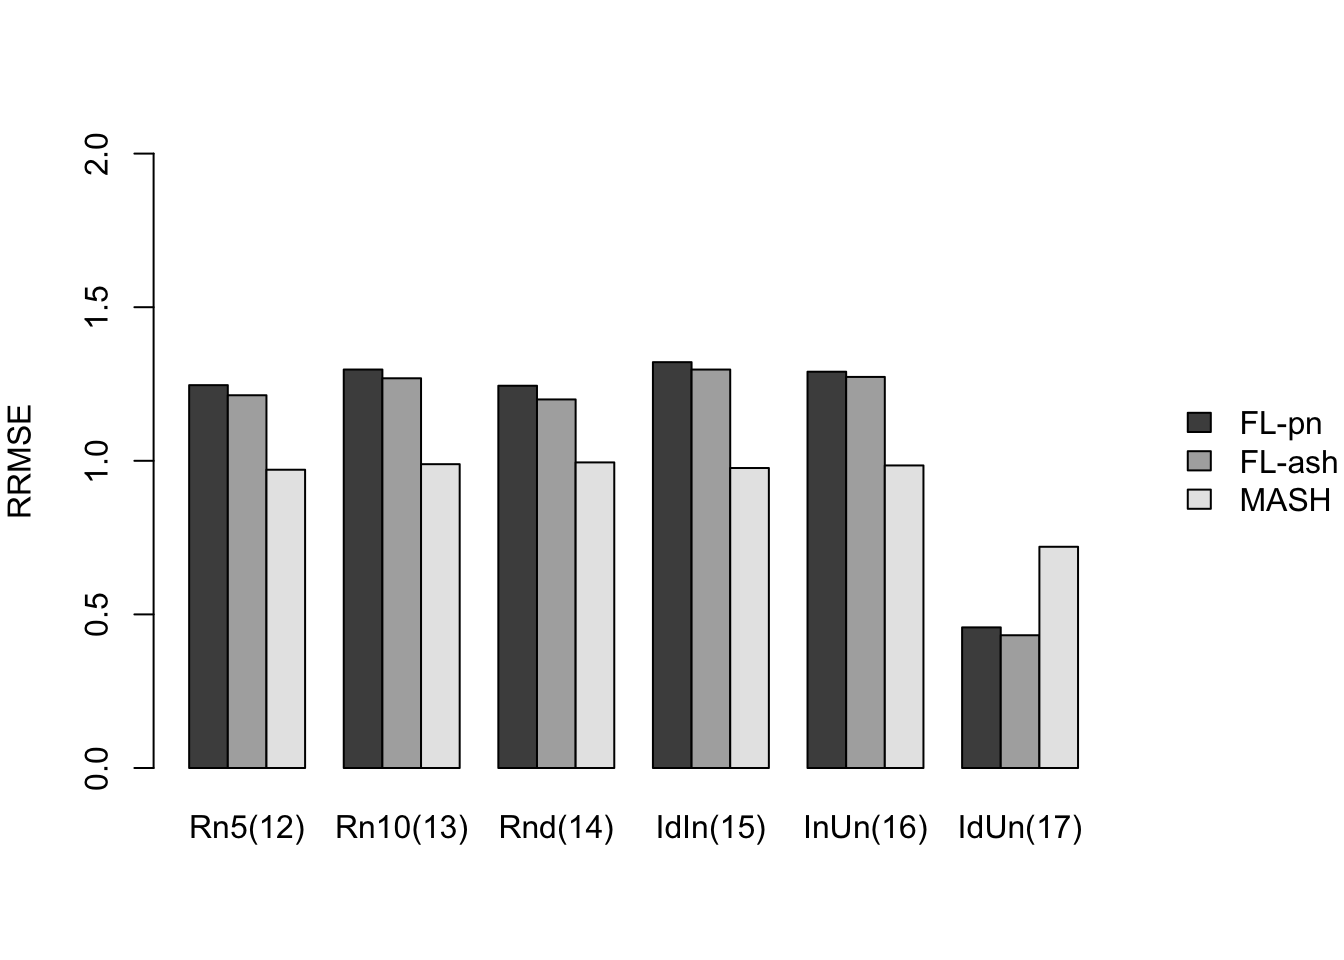 2.0
1.5
1.0
0.5
0.0
RRMSE
Rn5(12) Rn10(13) Rnd(14) IdIn(15) InUn(16) IdUn(17)
FL-pn
FL-ash
MASH